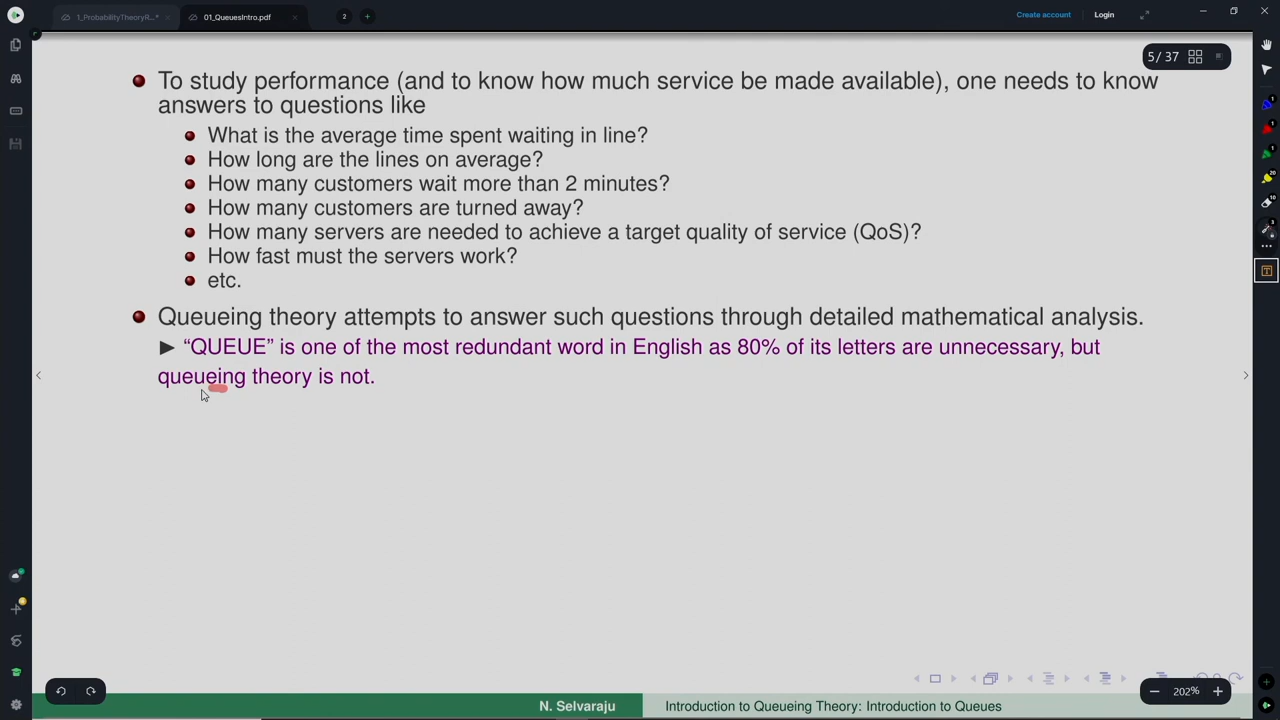 1_ProbabilityTheoryR...*
01_QueuesIntro.pdf
2
Create account
Login
5 / 37
To study performance (and to know how much service be made available), one needs to know
answers to questions like
What is the average time spent waiting in line?
How long are the lines on average?
How many customers wait more than 2 minutes?
How many customers are turned away?
How many servers are needed to achieve a target quality of service (QoS)?
How fast must the servers work?
etc.
Queueing theory attempts to answer such questions through detailed mathematical analysis.
▶ “QUEUE” is one of the most redundant word in English as 80% of its letters are unnecessary, but
queueing theory is not.
202%
N. Selvaraju
Introduction to Queueing Theory: Introduction to Queues